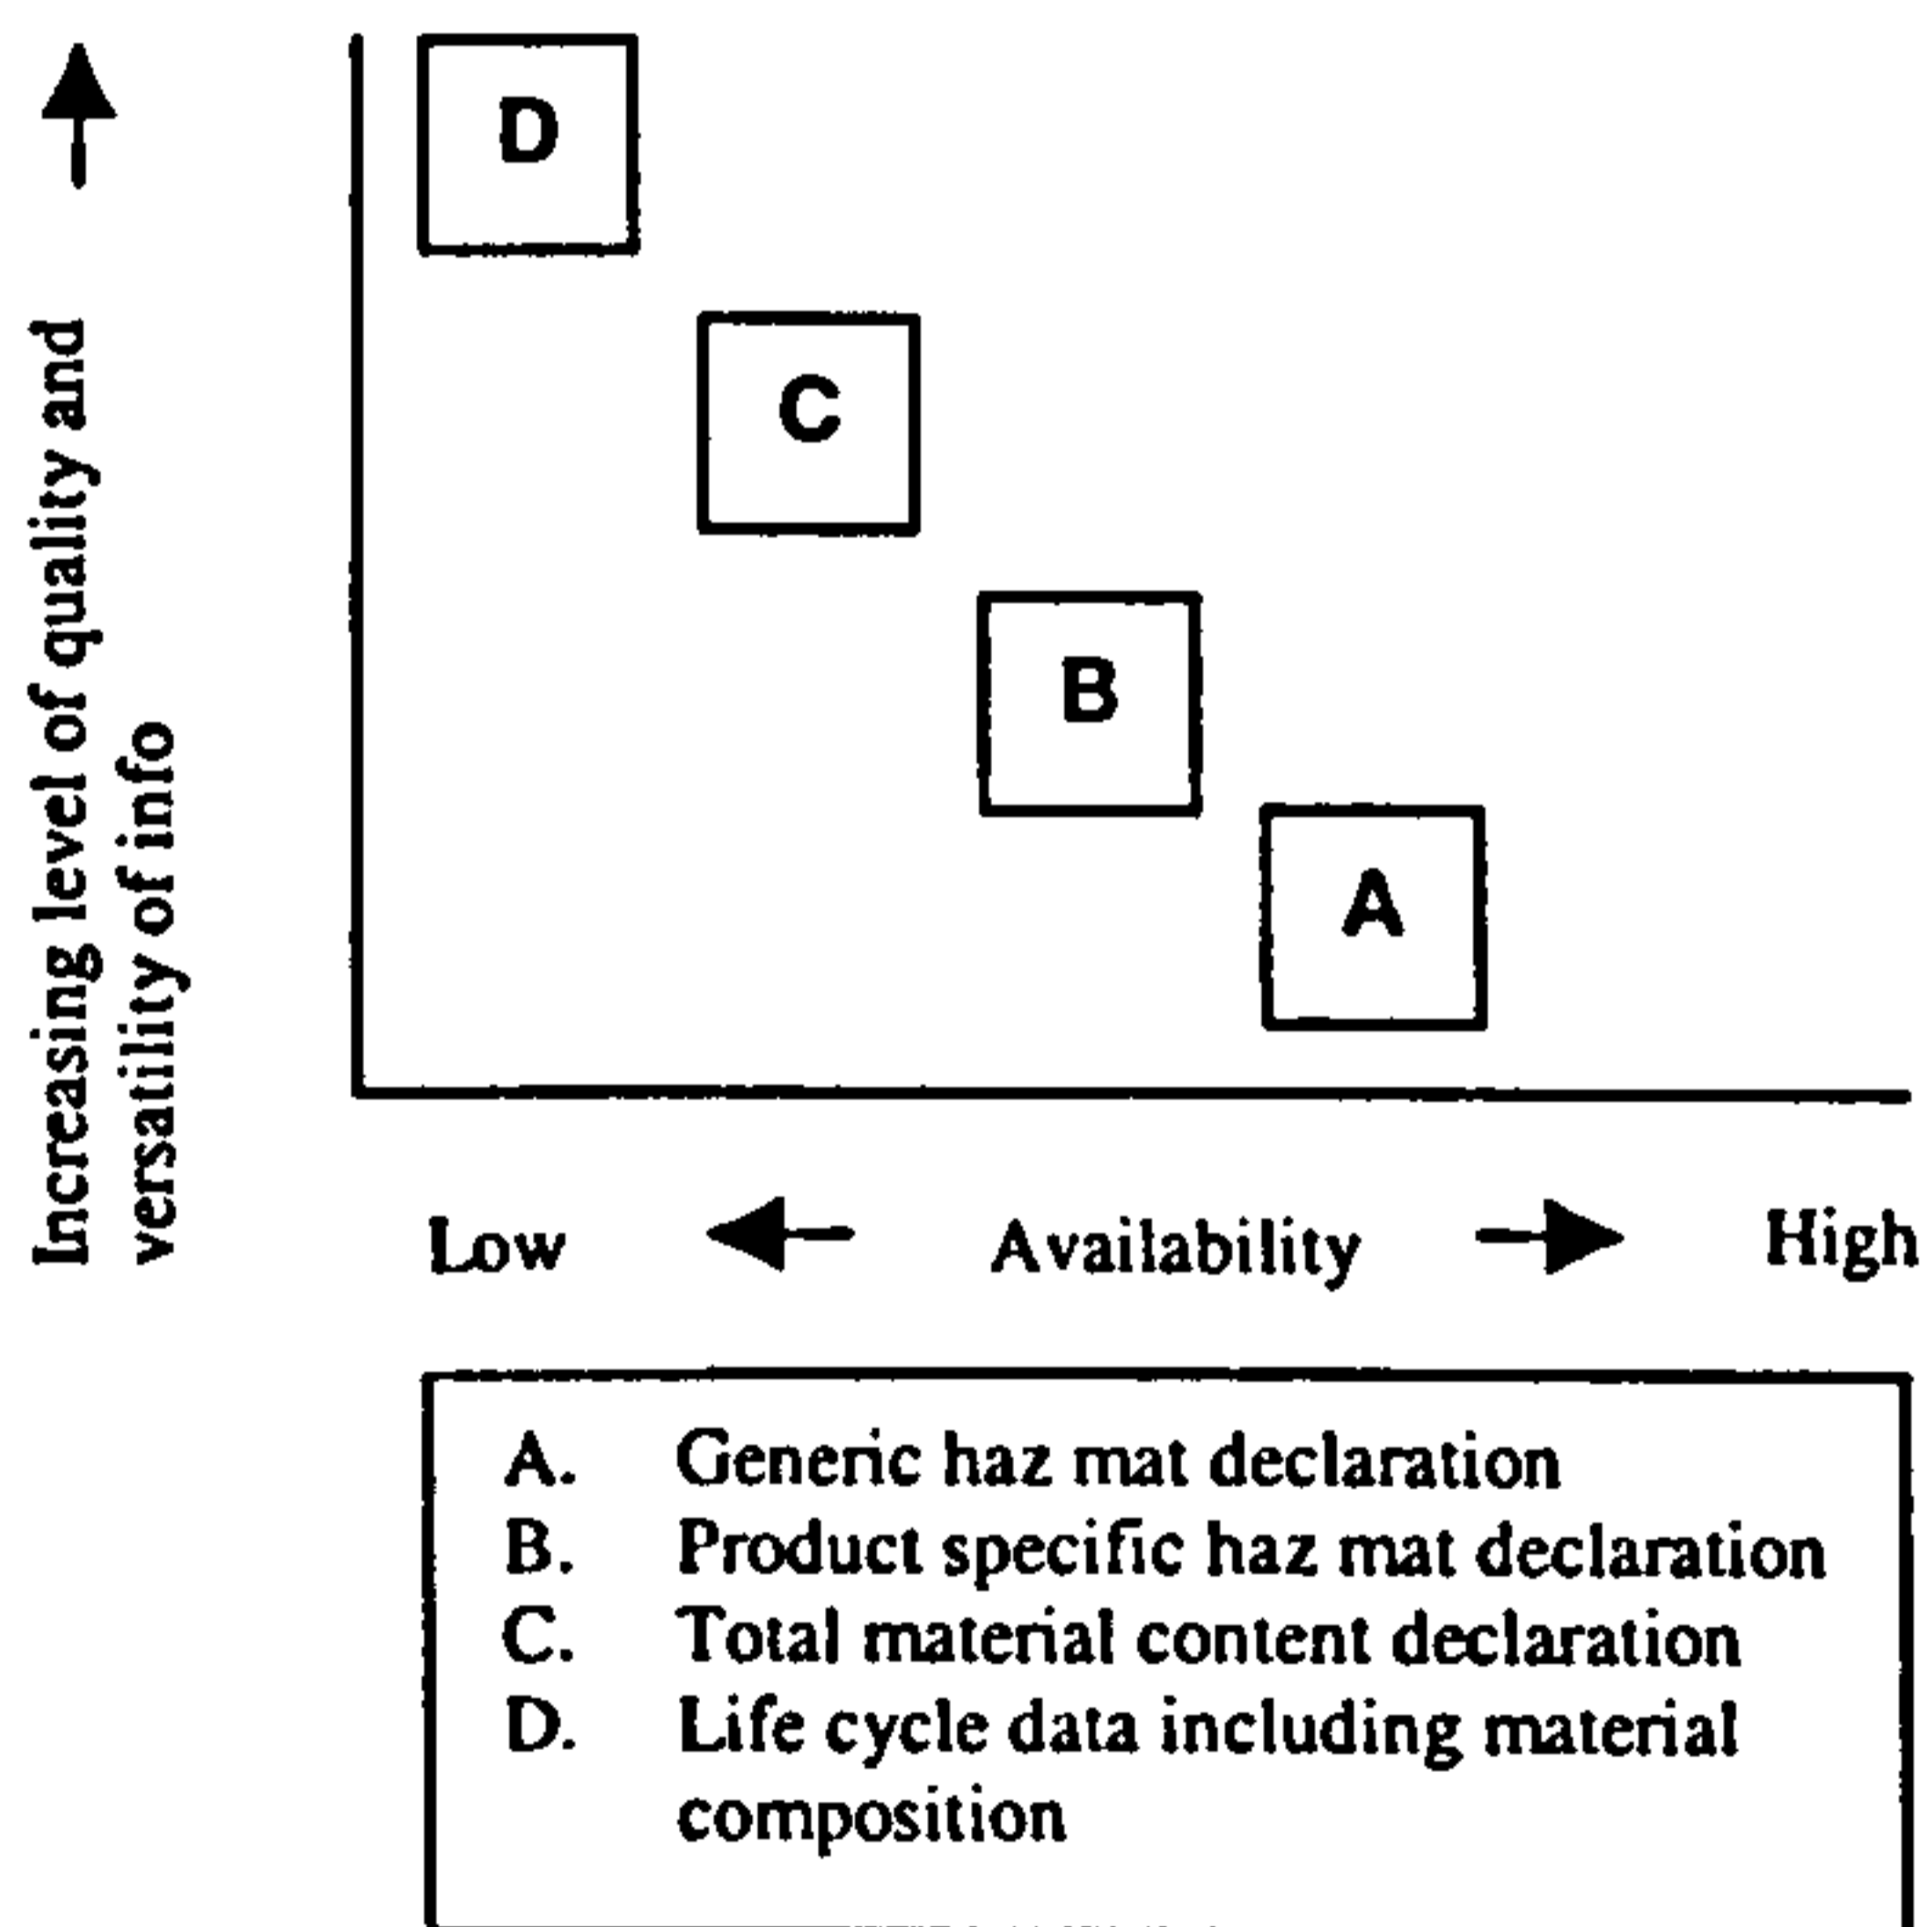 Increasing level of quality and
versatility of info
D
C
B
A
Low Availability High
A. Generic haz mat declaration
B. Product specific haz mat declaration
C. Total material content declaration
D. Life cycle data including material
composition